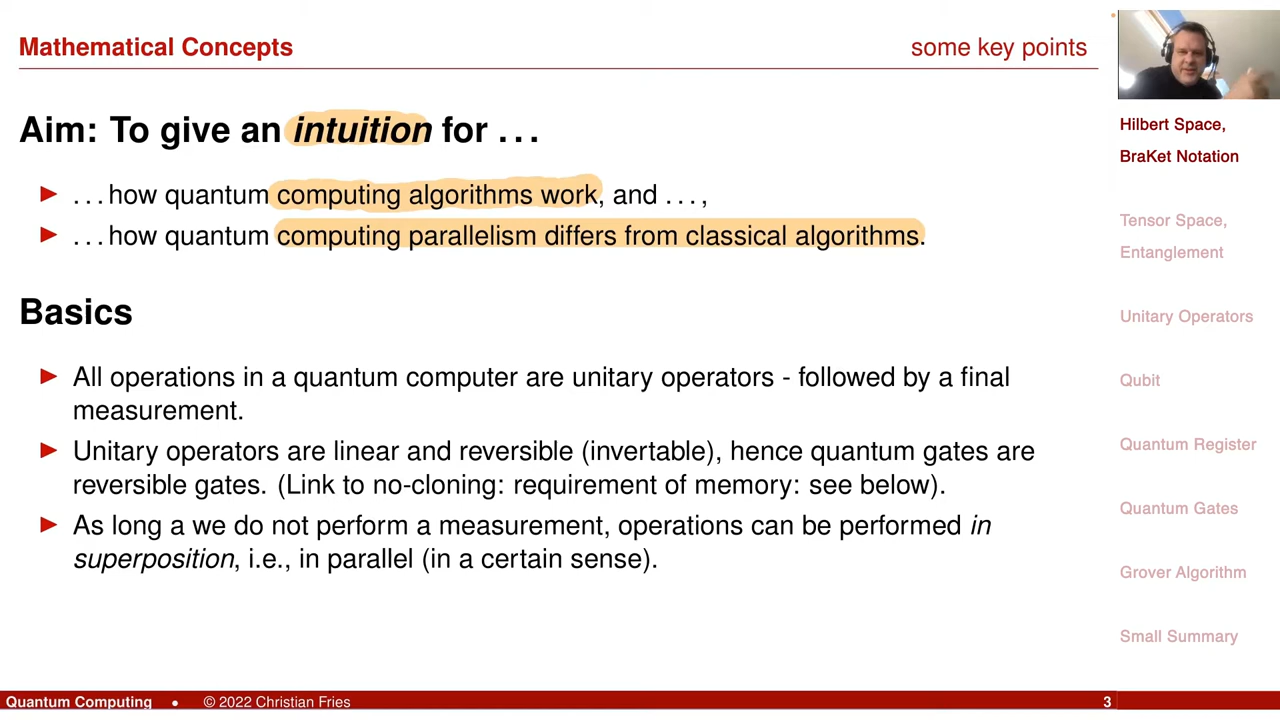 Mathematical Concepts
some key points
Aim: To give an intuition for . . .
▶ . . . how quantum computing algorithms work, and . . . ,
▶ . . . how quantum computing parallelism differs from classical algorithms.
Basics
▶ All operations in a quantum computer are unitary operators - followed by a final
measurement.
▶ Unitary operators are linear and reversible (invertable), hence quantum gates are
reversible gates. (Link to no-cloning: requirement of memory: see below).
▶ As long a we do not perform a measurement, operations can be performed in
superposition, i.e., in parallel (in a certain sense).
Hilbert Space,
BraKet Notation
Tensor Space,
Entanglement
Unitary Operators
Qubit
Quantum Register
Quantum Gates
Grover Algorithm
Small Summary
Quantum Computing • © 2022 Christian Fries
3